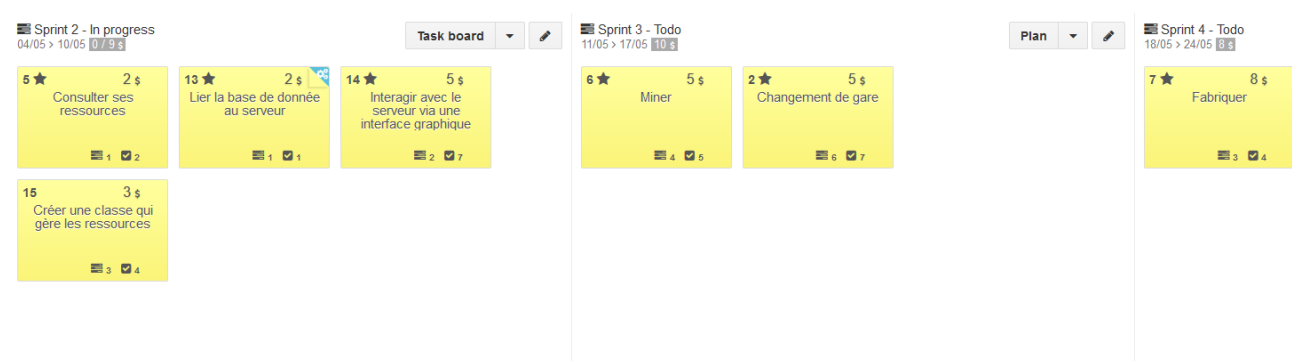 Sprint 2 - In progress
04/05 > 10/05 0 / 9 $
Task board
5 2 $
Consulter ses
ressources
1 2
13 2 $
Lier la base de donnée
au serveur
1 1
14 5 $
Interagir avec le
serveur via une
interface graphique
2 7
15 3 $
Créer une classe qui
gère les ressources
3 4
Sprint 3 - Todo
11/05 > 17/05 10 $
Plan
6 5 $
Miner
4 5
2 5 $
Changement de gare
6 7
Sprint 4 - Todo
18/05 > 24/05 8 $
7 8 $
Fabriquer
3 4